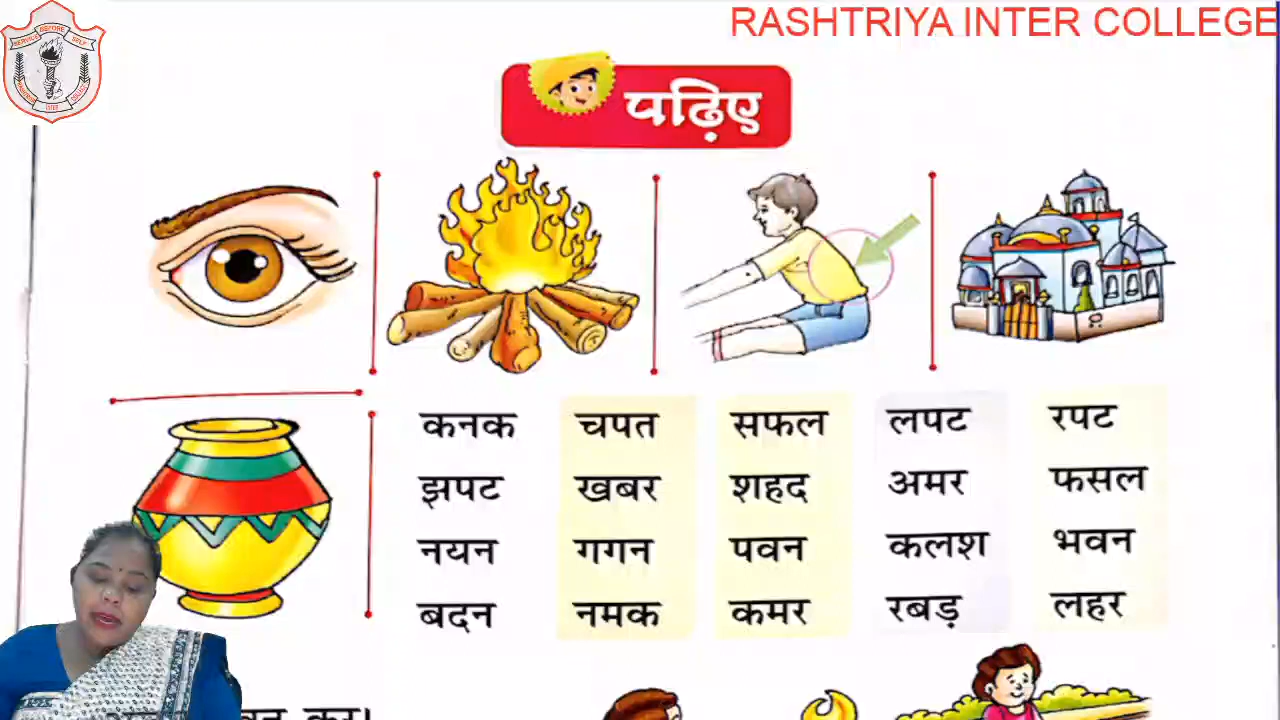 RASHTRIYA INTER COLLEGE
पढ़िए
कनक चपत सफल लपट रपट
झपट खबर शहद अमर फसल
नयन गगन पवन कलश भवन
बदन नमक कमर रबड़ लहर